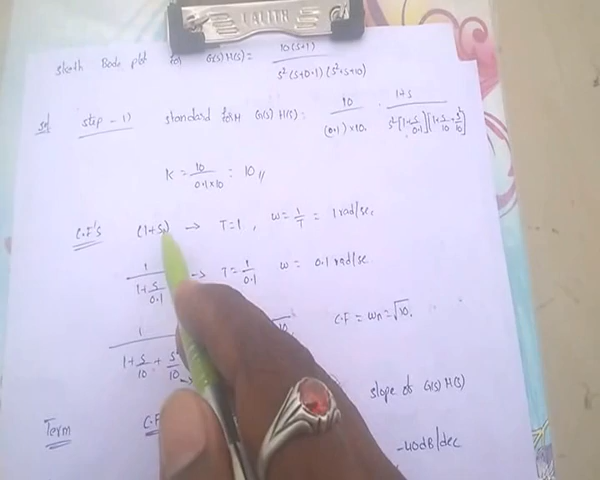 LALITH
sketch Bode plot for G(s) H(s) = 10(s+1) / s²(s+0.1)(s²+s+10)
Sol step-1) standard form G(s) H(s) : 10 / (0.1)×10 · 1+s / s²[1+s/0.1][1+s/10+s²/10]
K = 10 / 0.1×10 : 10 //
C.F's (1+s) → T=1, ω = 1/T = 1 rad/sec
1 / 1+s/0.1 → T = 1/0.1 ω = 0.1 rad/sec
1 / 1+s/10+s²/10 C.F = ωn = √10.
slope of G(s) H(s)
Term C.F
-40dB/dec